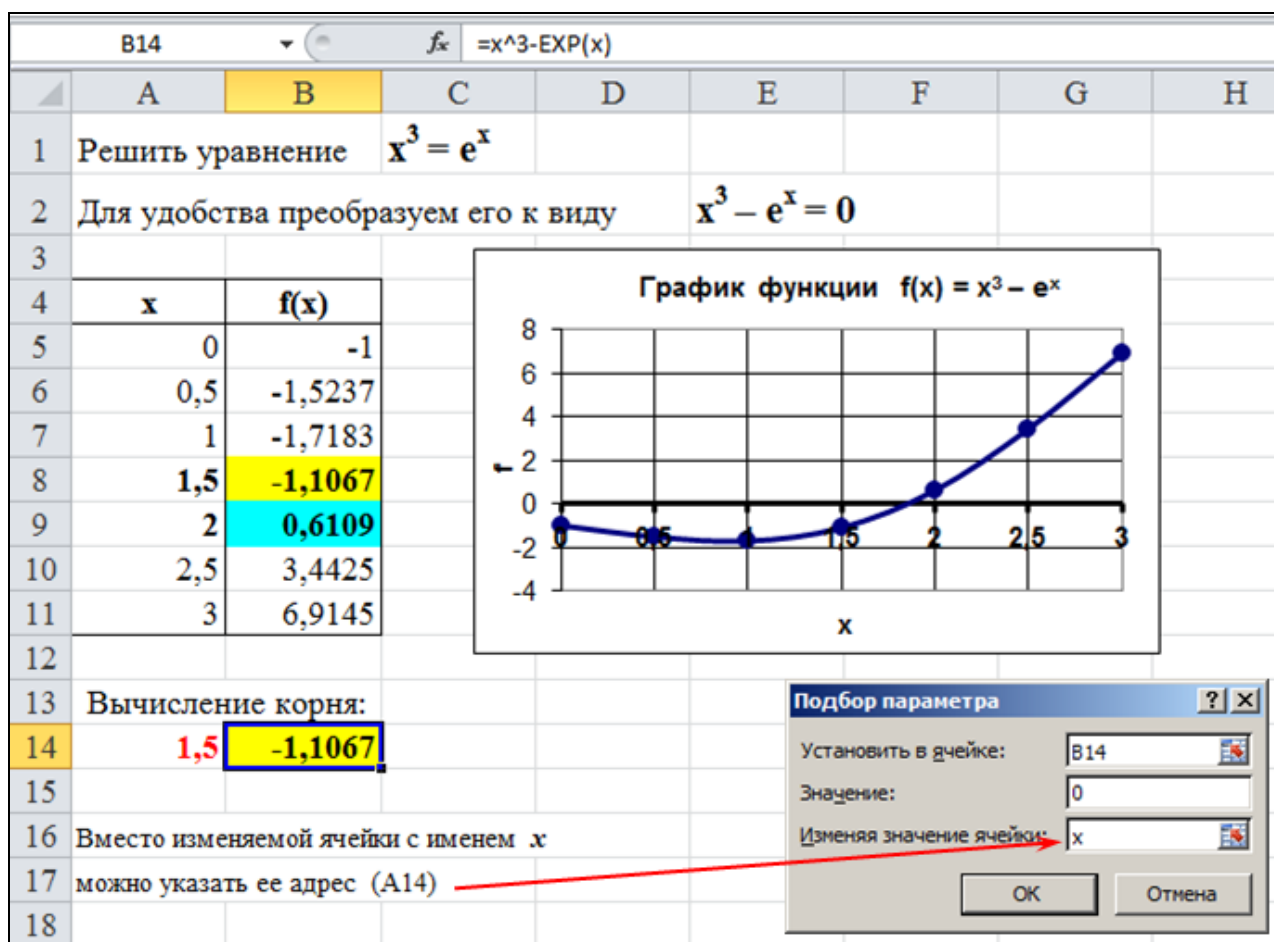 B14 fx =x^3-EXP(x)
A B C D E F G H
1 Решить уравнение x³ = eˣ
2 Для удобства преобразуем его к виду x³ – eˣ = 0
3
4 x f(x)
5 0 -1
6 0,5 -1,5237
7 1 -1,7183
8 1,5 -1,1067
9 2 0,6109
10 2,5 3,4425
11 3 6,9145
12
График функции f(x) = x³ – eˣ
8
6
4
2
0
-2
-4
f
0 0,5 1 1,5 2 2,5 3
x
13 Вычисление корня:
14 1,5 -1,1067
15
16 Вместо изменяемой ячейки с именем x
17 можно указать ее адрес (A14)
18
Подбор параметра
Установить в ячейке: B14
Значение: 0
Изменяя значение ячейки: x
ОК Отмена